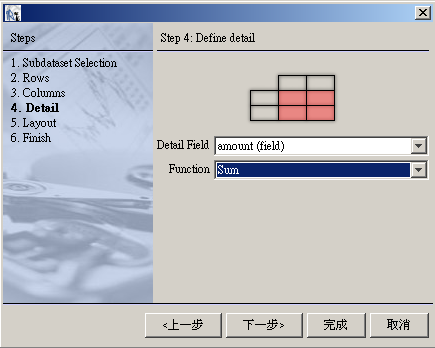 Steps
1. Subdataset Selection
2. Rows
3. Columns
4. Detail
5. Layout
6. Finish
Step 4: Define detail
Detail Field
amount (field)
Function
Sum
<上一步
下一步>
完成
取消